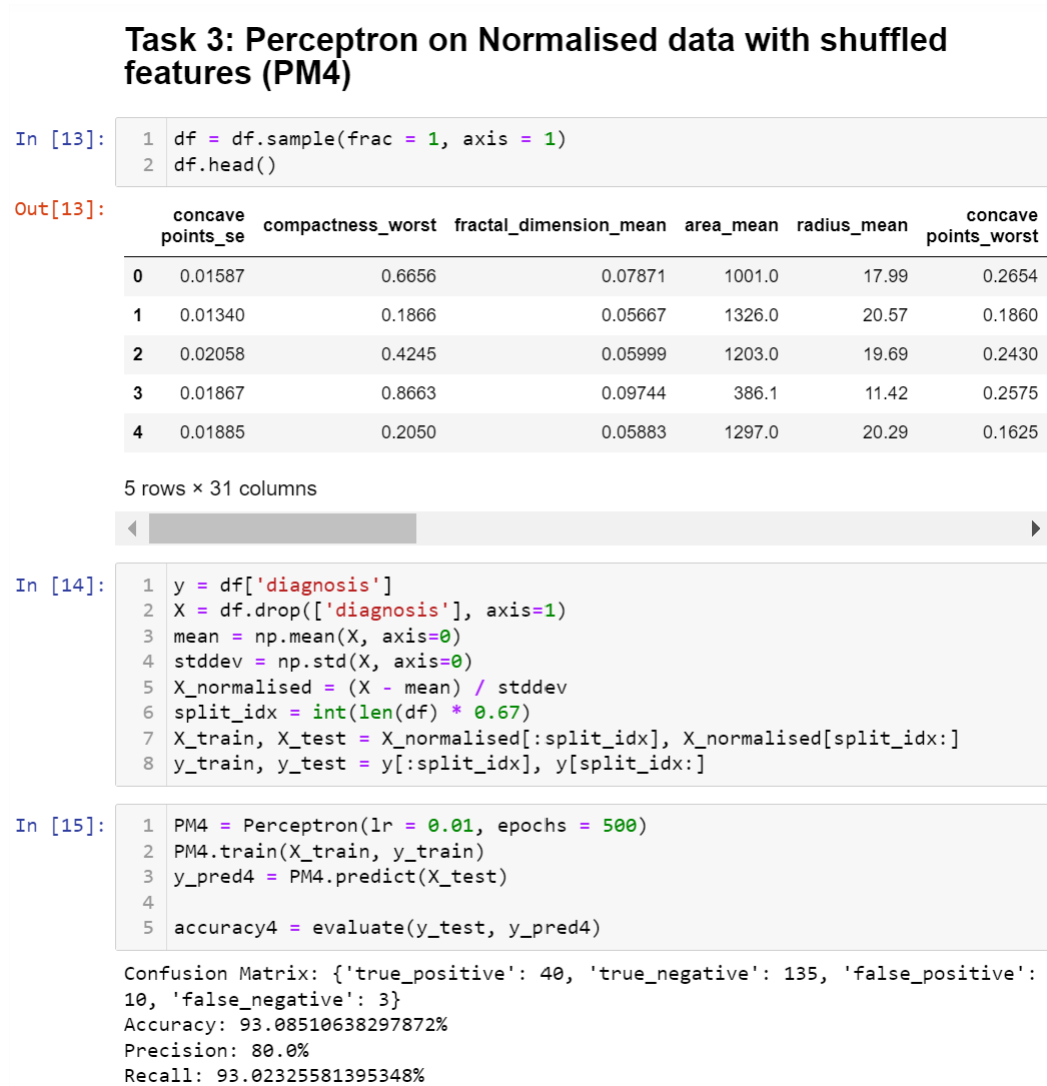 Task 3: Perceptron on Normalised data with shuffled
features (PM4)
In [13]:
1 df = df.sample(frac = 1, axis = 1)
2 df.head()
Out[13]:
concave points_se compactness_worst fractal_dimension_mean area_mean radius_mean concave points_worst
0 0.01587 0.6656 0.07871 1001.0 17.99 0.2654
1 0.01340 0.1866 0.05667 1326.0 20.57 0.1860
2 0.02058 0.4245 0.05999 1203.0 19.69 0.2430
3 0.01867 0.8663 0.09744 386.1 11.42 0.2575
4 0.01885 0.2050 0.05883 1297.0 20.29 0.1625
5 rows × 31 columns
In [14]:
1 y = df['diagnosis']
2 X = df.drop(['diagnosis'], axis=1)
3 mean = np.mean(X, axis=0)
4 stddev = np.std(X, axis=0)
5 X_normalised = (X - mean) / stddev
6 split_idx = int(len(df) * 0.67)
7 X_train, X_test = X_normalised[:split_idx], X_normalised[split_idx:]
8 y_train, y_test = y[:split_idx], y[split_idx:]
In [15]:
1 PM4 = Perceptron(lr = 0.01, epochs = 500)
2 PM4.train(X_train, y_train)
3 y_pred4 = PM4.predict(X_test)
4
5 accuracy4 = evaluate(y_test, y_pred4)
Confusion Matrix: {'true_positive': 40, 'true_negative': 135, 'false_positive':
10, 'false_negative': 3}
Accuracy: 93.08510638297872%
Precision: 80.0%
Recall: 93.02325581395348%